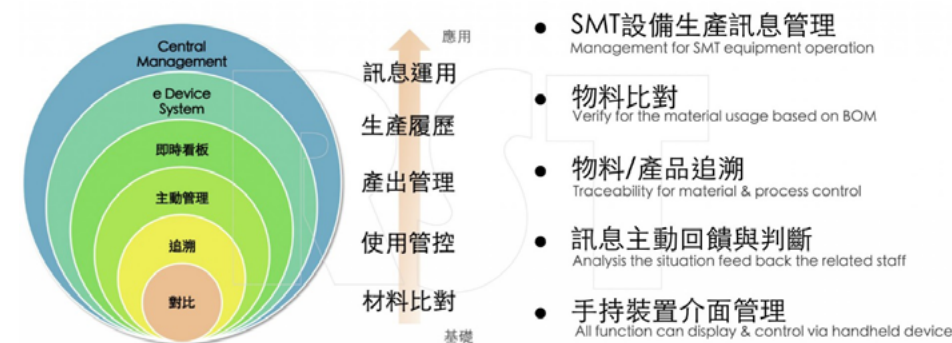 Central
Management
e Device
System
即時看板
主動管理
追溯
對比
應用
訊息運用
生產履歷
產出管理
使用管控
材料比對
基礎
RST
• SMT設備生產訊息管理
Management for SMT equipment operation
• 物料比對
Verify for the material usage based on BOM
• 物料/產品追溯
Traceability for material & process control
• 訊息主動回饋與判斷
Analysis the situation feed back the related staff
• 手持裝置介面管理
All function can display & control via handheld device